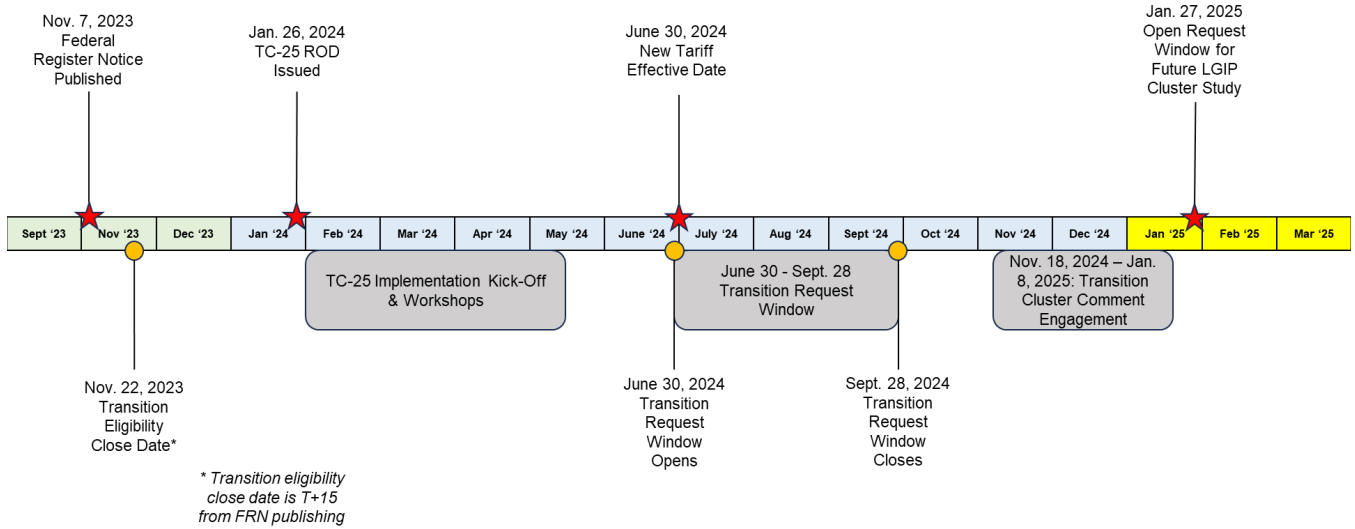 Nov. 7, 2023
Federal
Register Notice
Published
Jan. 26, 2024
TC-25 ROD
Issued
June 30, 2024
New Tariff
Effective Date
Jan. 27, 2025
Open Request
Window for
Future LGIP
Cluster Study
Sept ‘23
Nov ‘23
Dec ‘23
Jan ‘24
Feb ‘24
Mar ‘24
Apr ‘24
May ‘24
June ‘24
July ‘24
Aug ‘24
Sept ‘24
Oct ‘24
Nov ‘24
Dec ‘24
Jan ‘25
Feb ‘25
Mar ‘25
TC-25 Implementation Kick-Off
& Workshops
June 30 - Sept. 28
Transition Request
Window
Nov. 18, 2024 – Jan.
8, 2025: Transition
Cluster Comment
Engagement
Nov. 22, 2023
Transition
Eligibility
Close Date*
June 30, 2024
Transition
Request
Window
Opens
Sept. 28, 2024
Transition
Request
Window
Closes
* Transition eligibility
close date is T+15
from FRN publishing